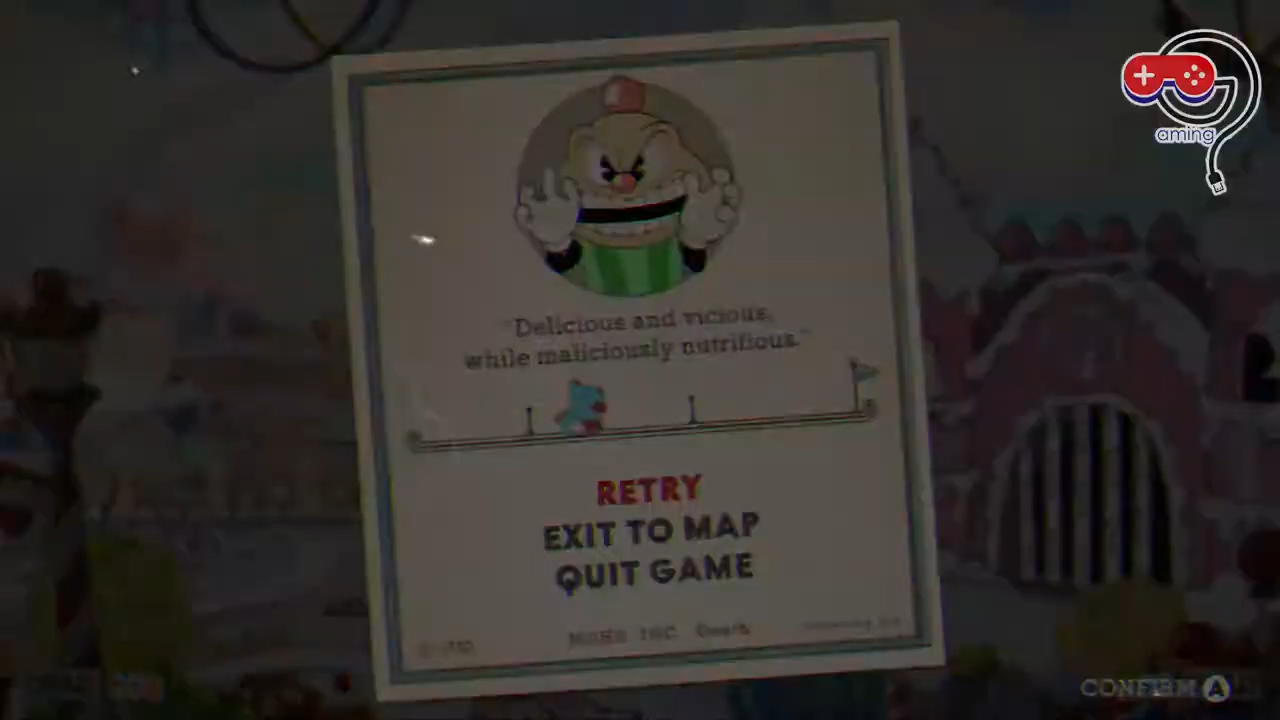 aming
"Delicious and vicious,
while maliciously nutritious."
RETRY
EXIT TO MAP
QUIT GAME
CONFIRM A